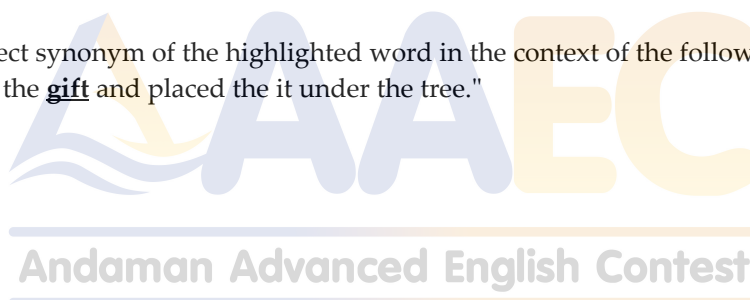 ect synonym of the highlighted word in the context of the follow
the gift and placed the it under the tree."
AAEC
Andaman Advanced English Contest